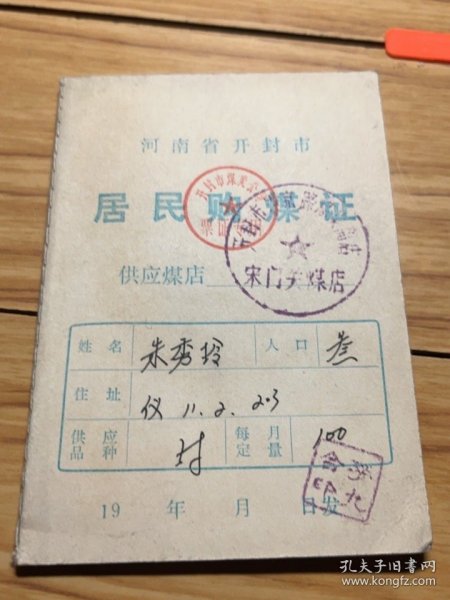 河南省开封市
居民购煤证
供应煤店
宋门关煤店
姓名 朱秀玲 人口 叁
住址 仪 11.2.203
供应品种 每月定量 100
19 年 月 日发
孔夫子旧书网
www.kongfz.com